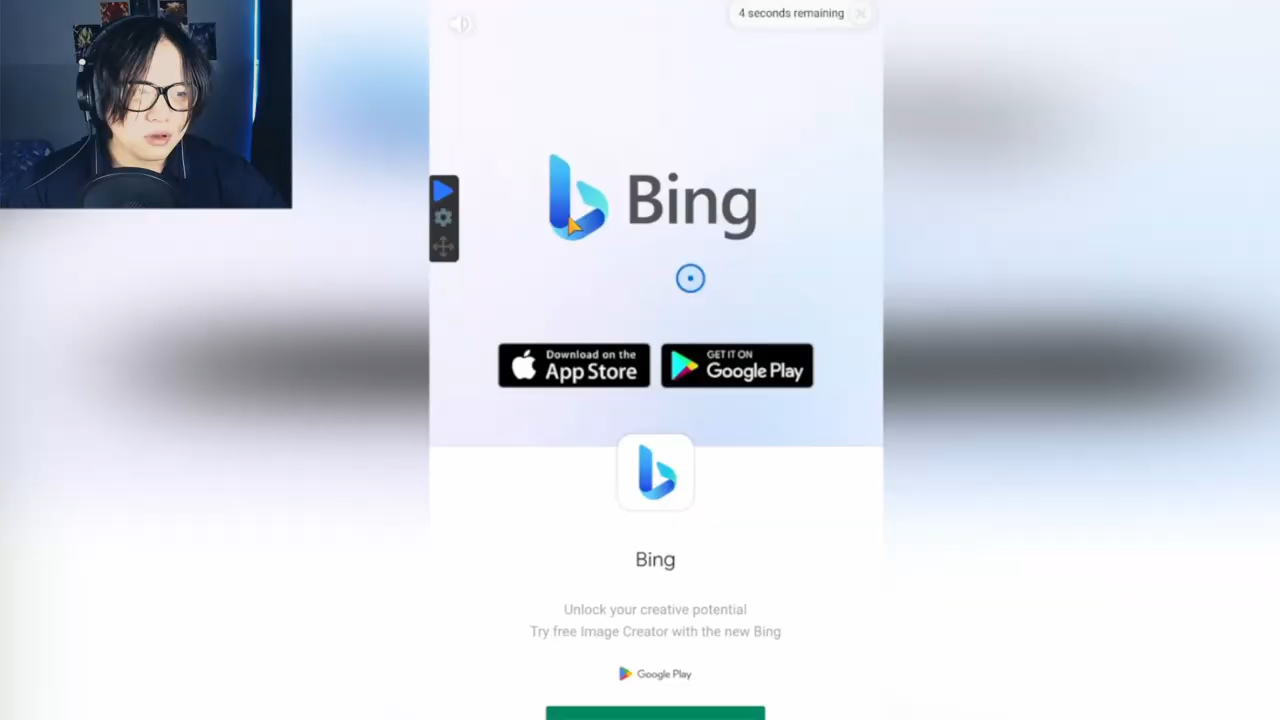 4 seconds remaining
Bing
Download on the
App Store
GET IT ON
Google Play
Bing
Unlock your creative potential
Try free Image Creator with the new Bing
Google Play